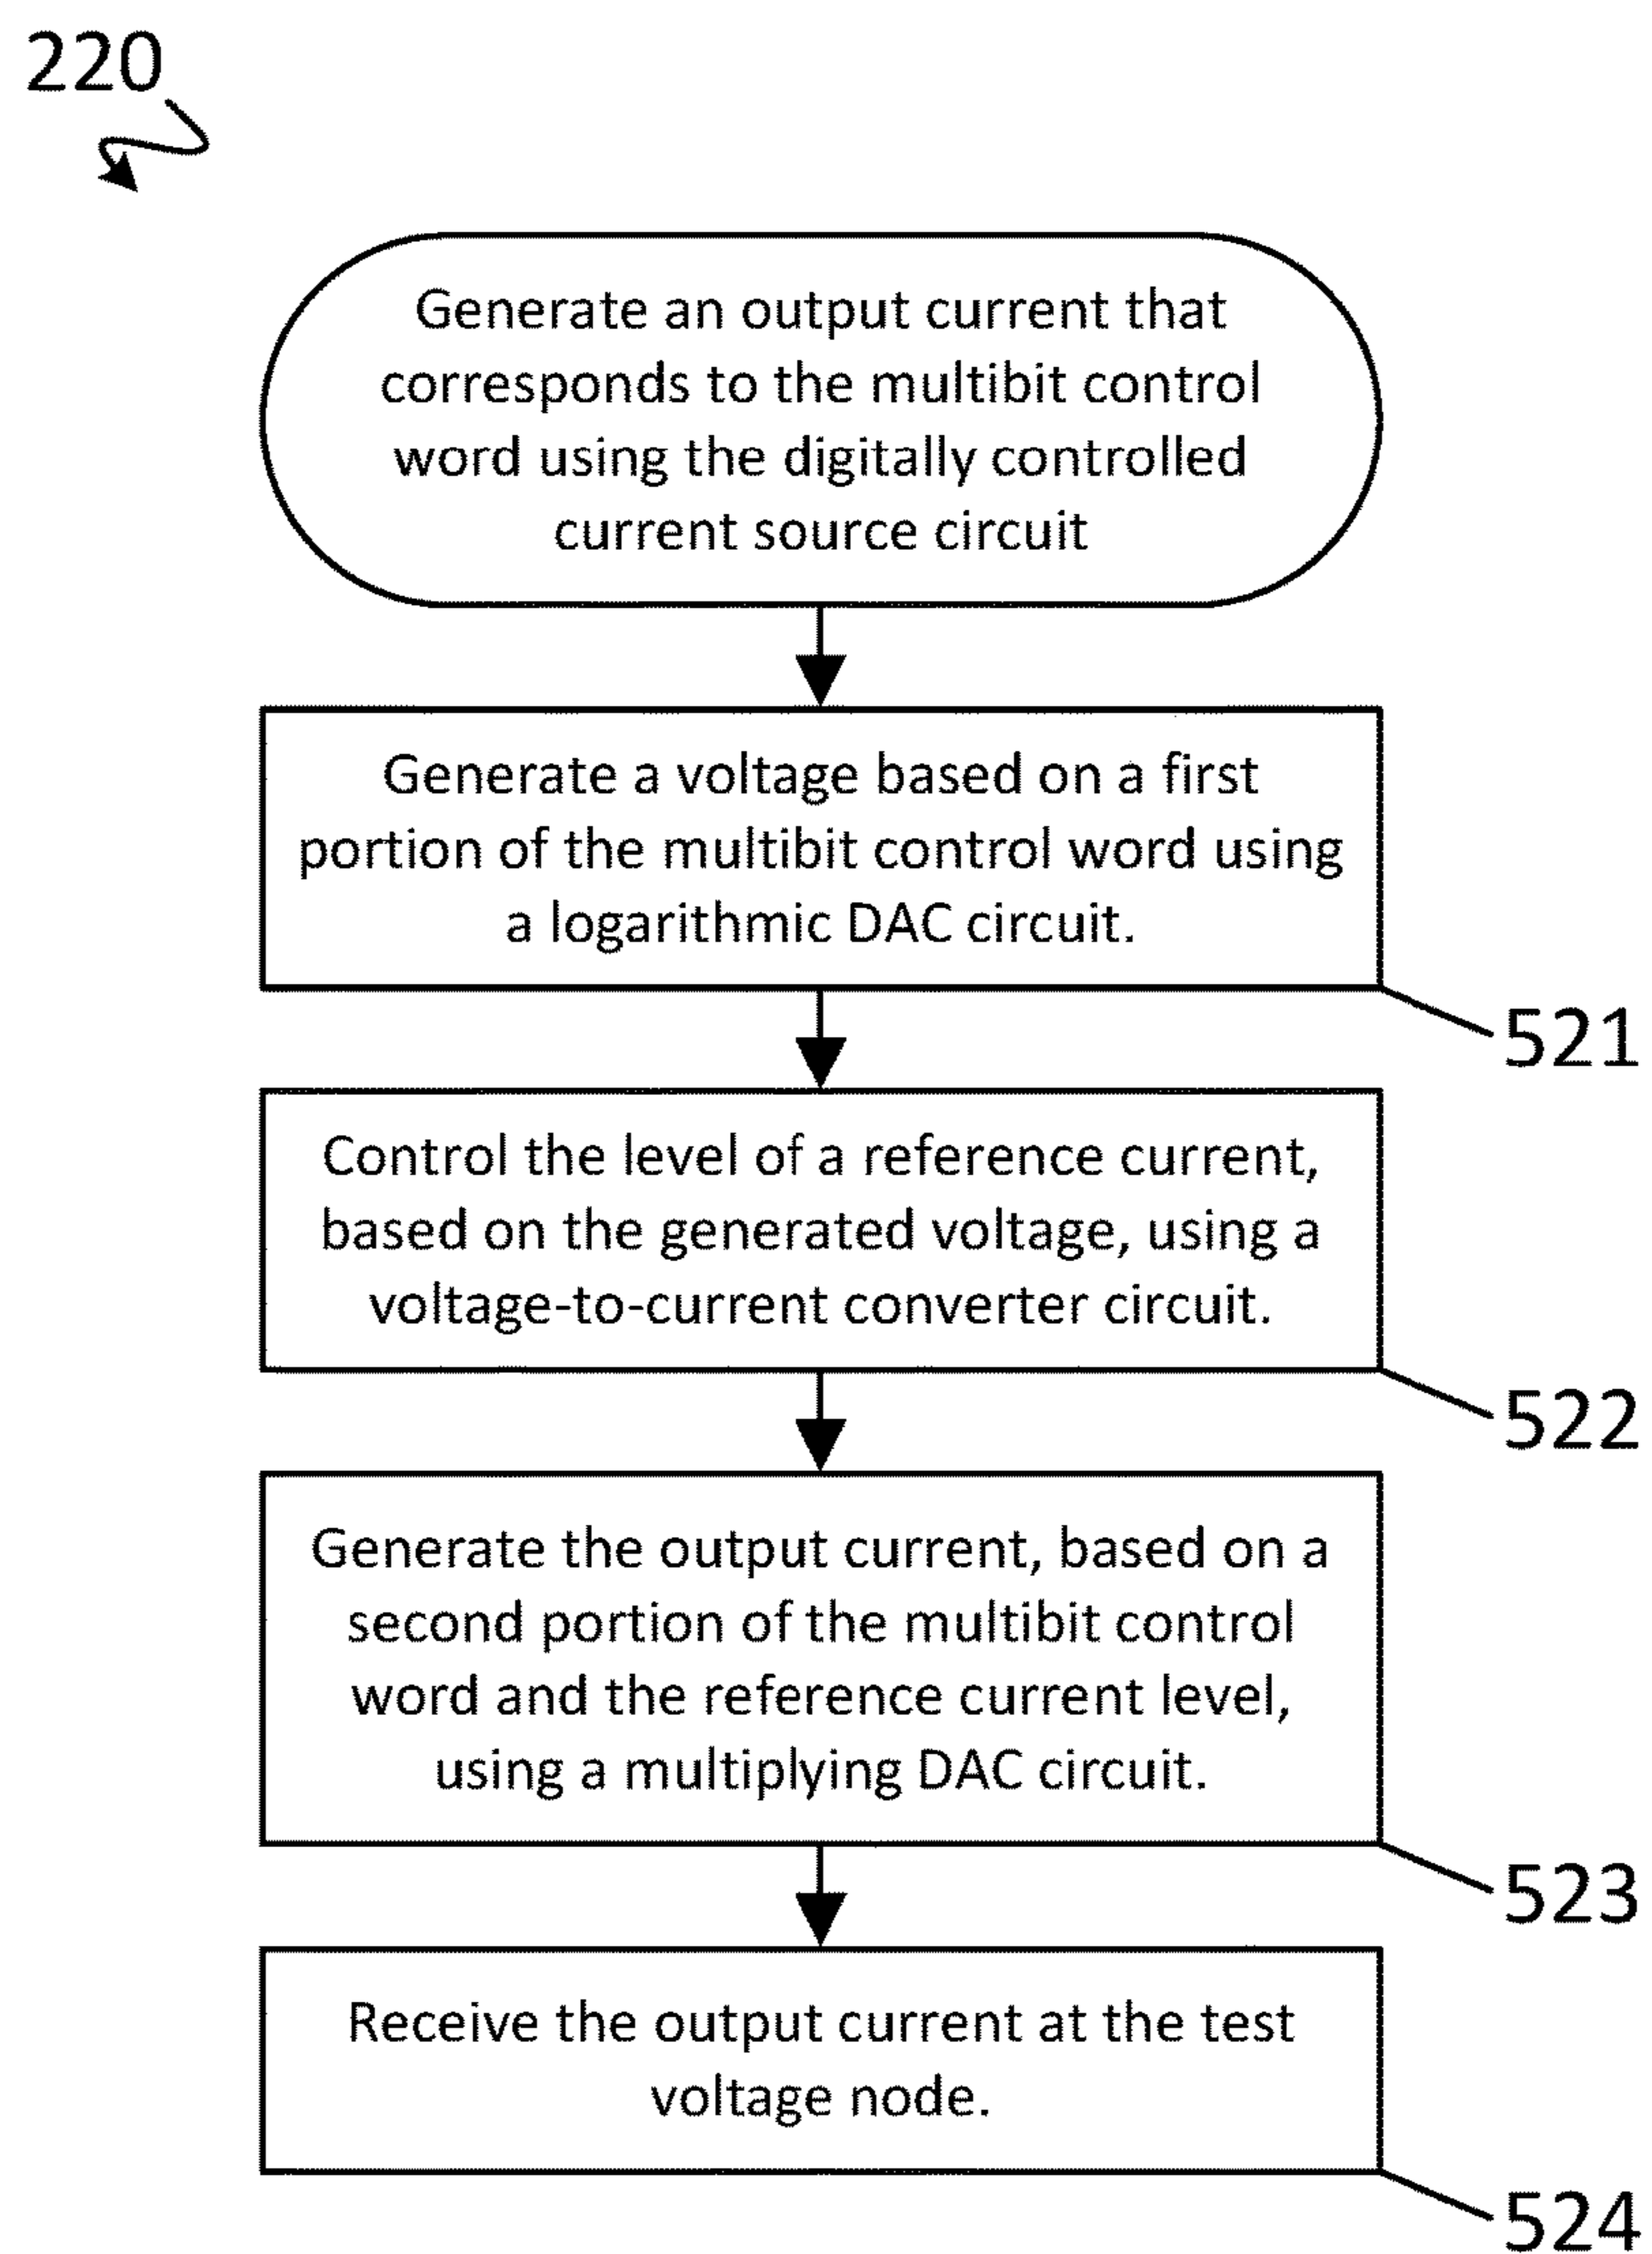 220
Generate an output current that
corresponds to the multibit control
word using the digitally controlled
current source circuit
Generate a voltage based on a first
portion of the multibit control word using
a logarithmic DAC circuit.
521
Control the level of a reference current,
based on the generated voltage, using a
voltage-to-current converter circuit.
522
Generate the output current, based on a
second portion of the multibit control
word and the reference current level,
using a multiplying DAC circuit.
523
Receive the output current at the test
voltage node.
524